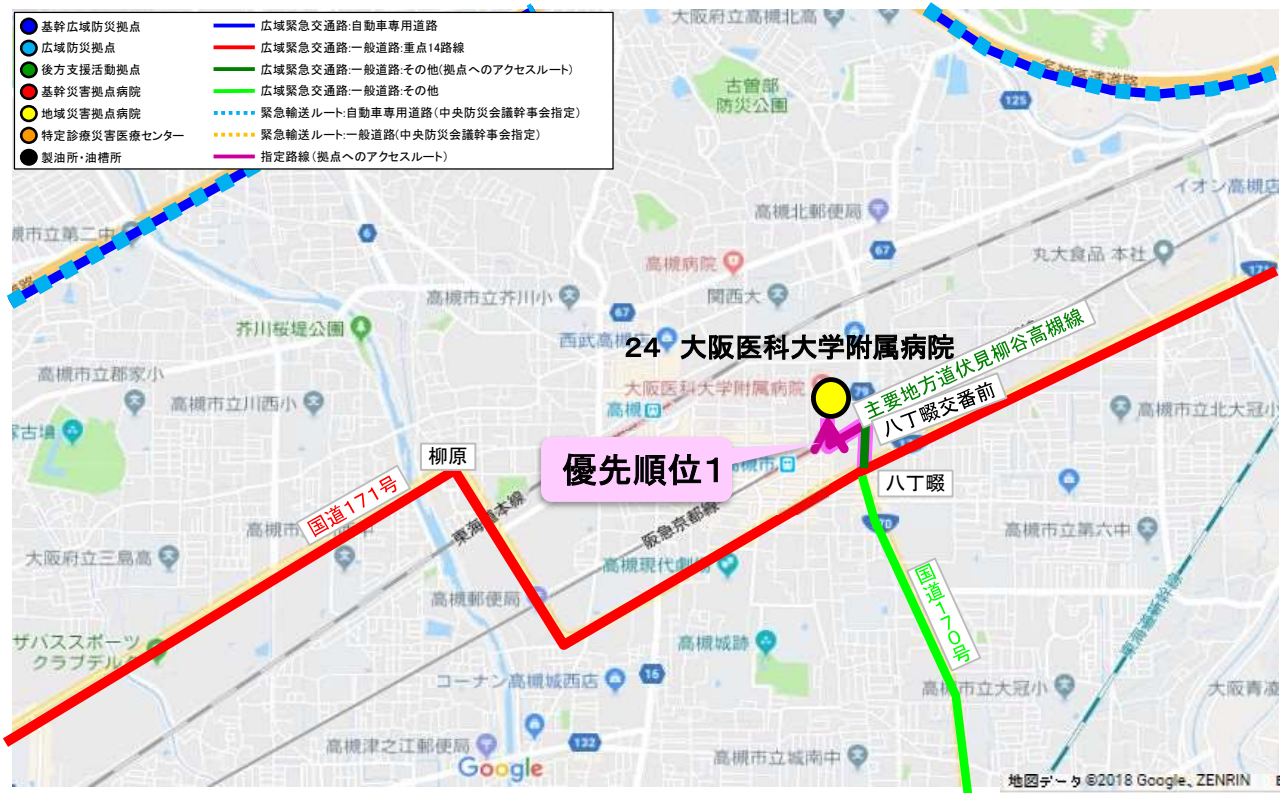 基幹広域防災拠点
広域防災拠点
後方支援活動拠点
基幹災害拠点病院
地域災害拠点病院
特定診療災害医療センター
製油所・油槽所
広域緊急交通路:自動車専用道路
広域緊急交通路:一般道路:重点14路線
広域緊急交通路:一般道路:その他(拠点へのアクセスルート)
広域緊急交通路:一般道路:その他
緊急輸送ルート:自動車専用道路(中央防災会議幹事会指定)
緊急輸送ルート:一般道路(中央防災会議幹事会指定)
指定路線(拠点へのアクセスルート)
大阪府立高槻北高
古曽部
防災公園
125
イオン高槻店
高槻北郵便局
槻市立第二中
6
67
丸大食品 本社
高槻病院
171
高槻市立芥川小
関西大
67
芥川桜堤公園
西武高槻店
24 大阪医科大学附属病院
主要地方道伏見柳谷高槻線
高槻市立郡家小
大阪医科大学附属病院
79
八丁畷交番前
高槻市立川西小
高槻
高槻市立北大冠小
柳原
優先順位1
槻市
八丁畷
国道171号
東海道本線
阪急京都線
高槻市
170
高槻市立第六中
大阪府立三島高
高槻現代劇場
国道170号
高槻郵便局
ザバススポーツ
クラブデルタ
高槻城跡
コーナン高槻城西店
16
高槻市立大冠小
大阪青凌
高槻津之江郵便局
132
高槻市立城南中
Google
地図データ ©2018 Google、ZENRIN